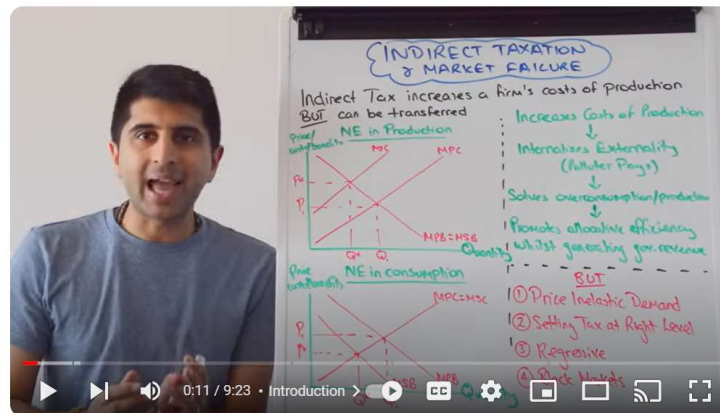 INDIRECT TAXATION
& MARKET FAILURE
Indirect Tax increases a firm's costs of production
BUT can be transferred
Price/
costs/benefits
NE in Production
MSC
MPC
P*
P1
MPB=MSB
Q*
Q1
Quantity
Price
costs/benefits
NE in consumption
MPC=MSC
P1
P*
MSB
MPB
Q*
Quantity
Increases Costs of Production
Internalises Externality
(Polluter Pays)
Solves overconsumption/production
Promotes allocative efficiency
whilst generating gov. revenue
BUT
① Price Inelastic Demand
② Setting Tax at Right Level
③ Regressive
④ Black Markets
0:11 / 9:23 • Introduction
CC